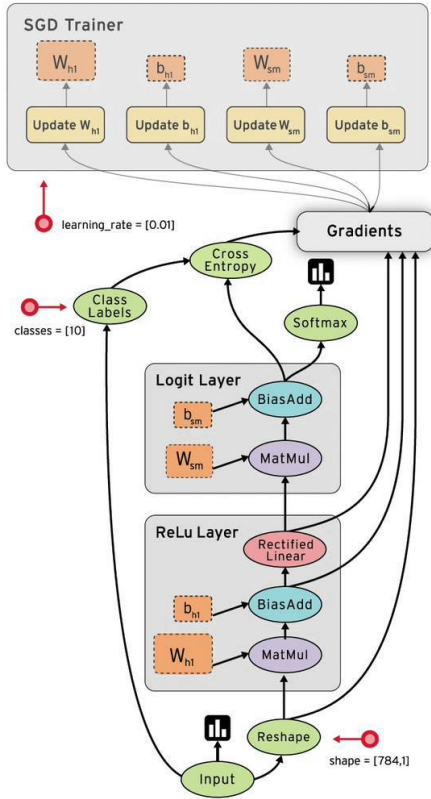 SGD Trainer
Wh1
bh1
Wsm
bsm
Update Wh1
Update bh1
Update Wsm
Update bsm
learning_rate = [0.01]
Gradients
Cross
Entropy
Class
Labels
classes = [10]
Softmax
Logit Layer
bsm
BiasAdd
Wsm
MatMul
ReLu Layer
Rectified
Linear
bh1
BiasAdd
Wh1
MatMul
Reshape
shape = [784,1]
Input